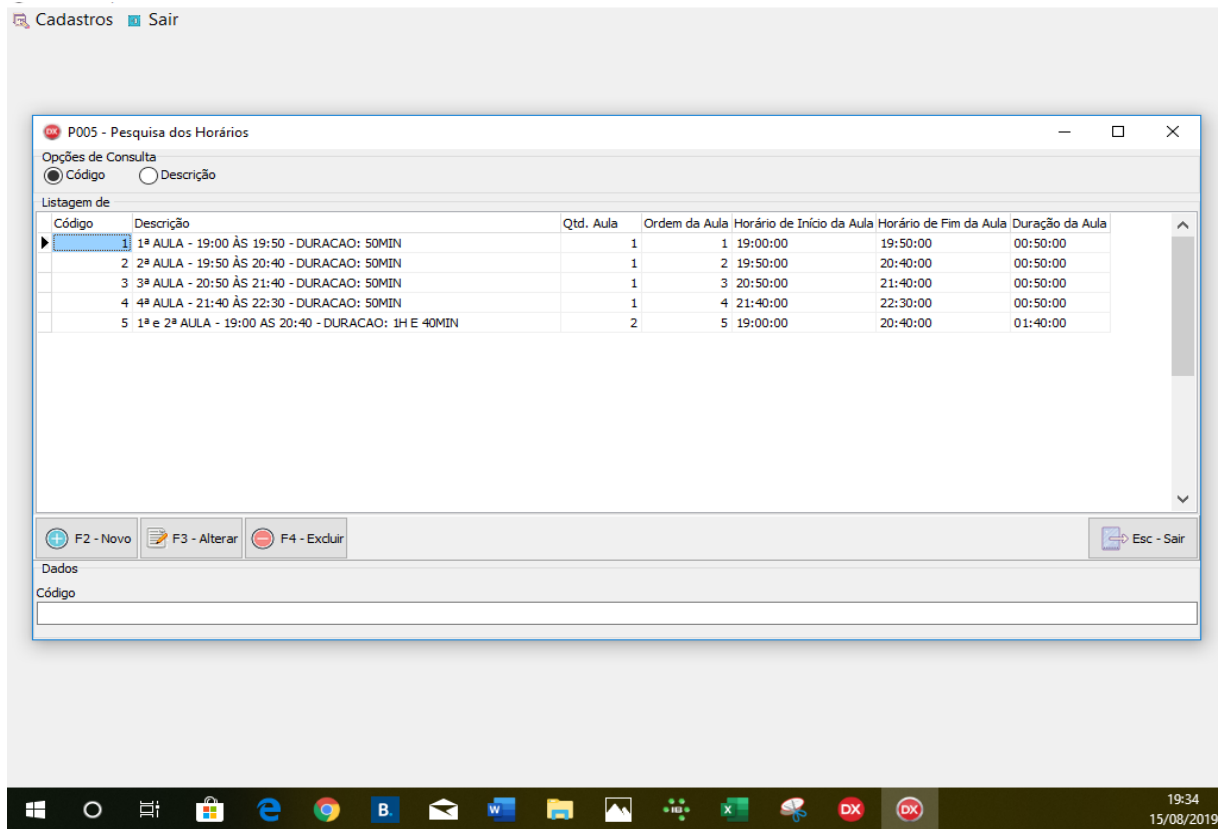 Cadastros Sair
P005 - Pesquisa dos Horários
Opções de Consulta
Código Descrição
Listagem de
Código Descrição Qtd. Aula Ordem da Aula Horário de Início da Aula Horário de Fim da Aula Duração da Aula
1 1ª AULA - 19:00 ÀS 19:50 - DURACAO: 50MIN 1 1 19:00:00 19:50:00 00:50:00
2 2ª AULA - 19:50 ÀS 20:40 - DURACAO: 50MIN 1 2 19:50:00 20:40:00 00:50:00
3 3ª AULA - 20:50 ÀS 21:40 - DURACAO: 50MIN 1 3 20:50:00 21:40:00 00:50:00
4 4ª AULA - 21:40 ÀS 22:30 - DURACAO: 50MIN 1 4 21:40:00 22:30:00 00:50:00
5 1ª e 2ª AULA - 19:00 AS 20:40 - DURACAO: 1H E 40MIN 2 5 19:00:00 20:40:00 01:40:00
F2 - Novo F3 - Alterar F4 - Excluir Esc - Sair
Dados
Código
19:34
15/08/2019